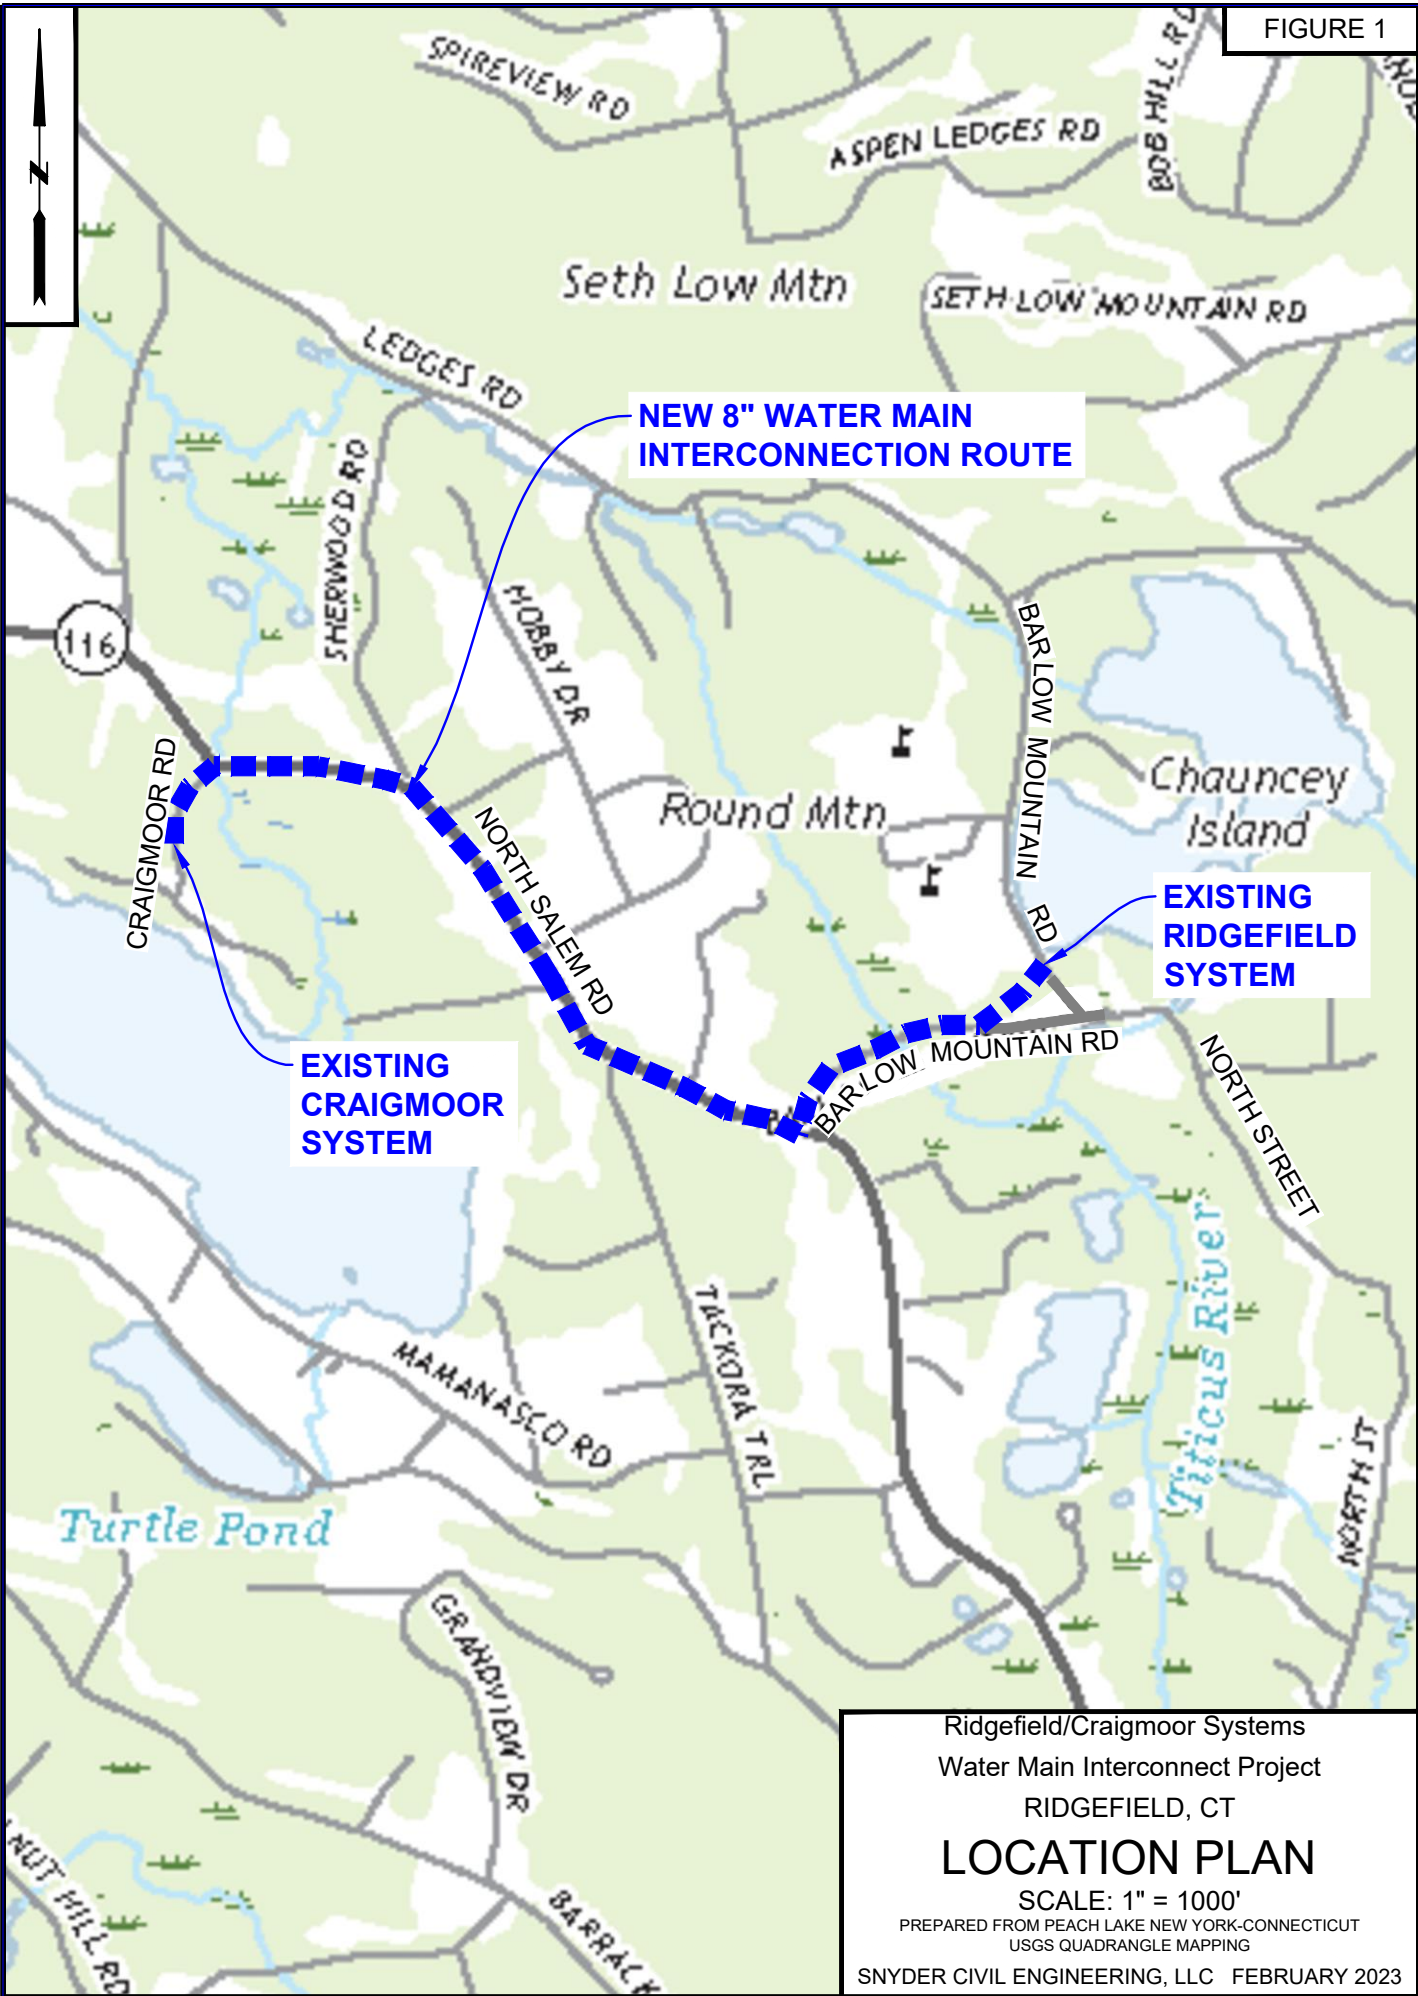 FIGURE 1
N
SPIREVIEW RD
ASPEN LEDGES RD
BOB HILL RD
Seth Low Mtn
SETH LOW MOUNTAIN RD
LEDGES RD
NEW 8" WATER MAIN
INTERCONNECTION ROUTE
SHERWOOD RD
HOBBY DR
116
BARLOW MOUNTAIN RD
CRAIGMOOR RD
Round Mtn
Chauncey
Island
NORTH SALEM RD
EXISTING
RIDGEFIELD
SYSTEM
EXISTING
CRAIGMOOR
SYSTEM
BARLOW MOUNTAIN RD
NORTH STREET
Titicus River
TACKORA TRL
MAMANASCO RD
NORTH ST
Turtle Pond
GRANDVIEW DR
NUT HILL RD
BARRACK
Ridgefield/Craigmoor Systems
Water Main Interconnect Project
RIDGEFIELD, CT
LOCATION PLAN
SCALE: 1" = 1000'
PREPARED FROM PEACH LAKE NEW YORK-CONNECTICUT
USGS QUADRANGLE MAPPING
SNYDER CIVIL ENGINEERING, LLC FEBRUARY 2023